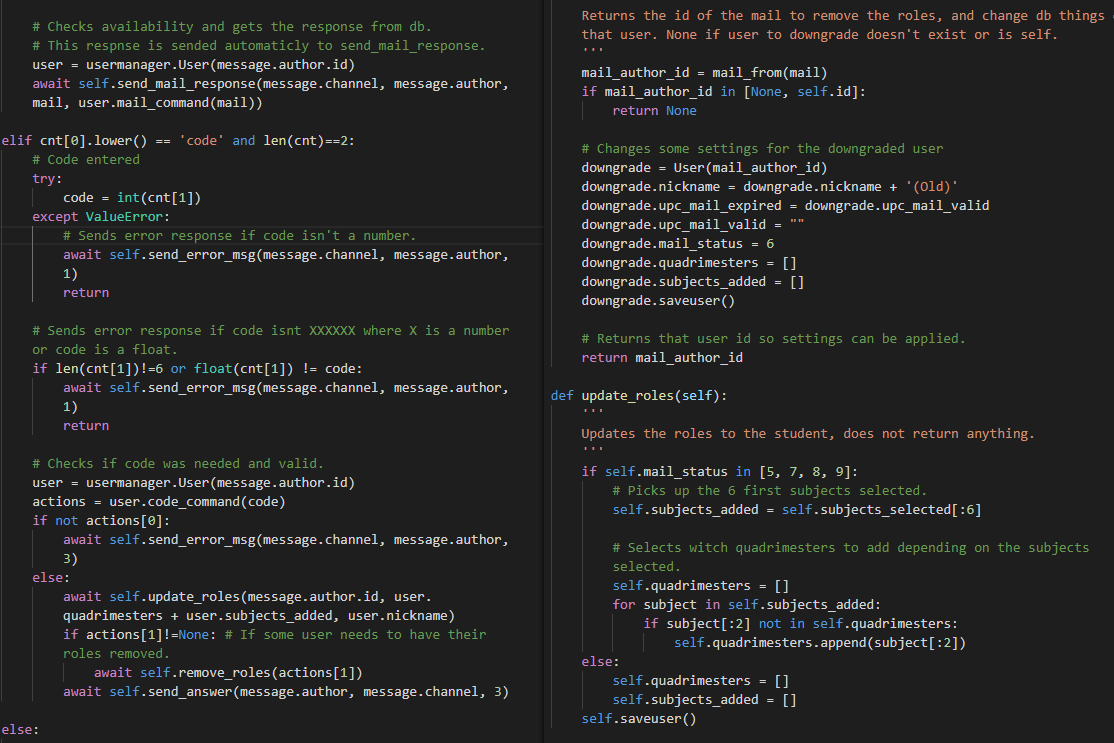 # Checks availability and gets the response from db.
# This respnse is sended automaticly to send_mail_response.
user = usermanager.User(message.author.id)
await self.send_mail_response(message.channel, message.author,
mail, user.mail_command(mail))
elif cnt[0].lower() == 'code' and len(cnt)==2:
# Code entered
try:
code = int(cnt[1])
except ValueError:
# Sends error response if code isn't a number.
await self.send_error_msg(message.channel, message.author,
1)
return
# Sends error response if code isnt XXXXXX where X is a number
or code is a float.
if len(cnt[1])!=6 or float(cnt[1]) != code:
await self.send_error_msg(message.channel, message.author,
1)
return
# Checks if code was needed and valid.
user = usermanager.User(message.author.id)
actions = user.code_command(code)
if not actions[0]:
await self.send_error_msg(message.channel, message.author,
3)
else:
await self.update_roles(message.author.id, user.
quadrimesters + user.subjects_added, user.nickname)
if actions[1]!=None: # If some user needs to have their
roles removed.
await self.remove_roles(actions[1])
await self.send_answer(message.author, message.channel, 3)
else:
Returns the id of the mail to remove the roles, and change db things
that user. None if user to downgrade doesn't exist or is self.
'''
mail_author_id = mail_from(mail)
if mail_author_id in [None, self.id]:
return None
# Changes some settings for the downgraded user
downgrade = User(mail_author_id)
downgrade.nickname = downgrade.nickname + '(Old)'
downgrade.upc_mail_expired = downgrade.upc_mail_valid
downgrade.upc_mail_valid = ""
downgrade.mail_status = 6
downgrade.quadrimesters = []
downgrade.subjects_added = []
downgrade.saveuser()
# Returns that user id so settings can be applied.
return mail_author_id
def update_roles(self):
'''
Updates the roles to the student, does not return anything.
'''
if self.mail_status in [5, 7, 8, 9]:
# Picks up the 6 first subjects selected.
self.subjects_added = self.subjects_selected[:6]
# Selects witch quadrimesters to add depending on the subjects
selected.
self.quadrimesters = []
for subject in self.subjects_added:
if subject[:2] not in self.quadrimesters:
self.quadrimesters.append(subject[:2])
else:
self.quadrimesters = []
self.subjects_added = []
self.saveuser()